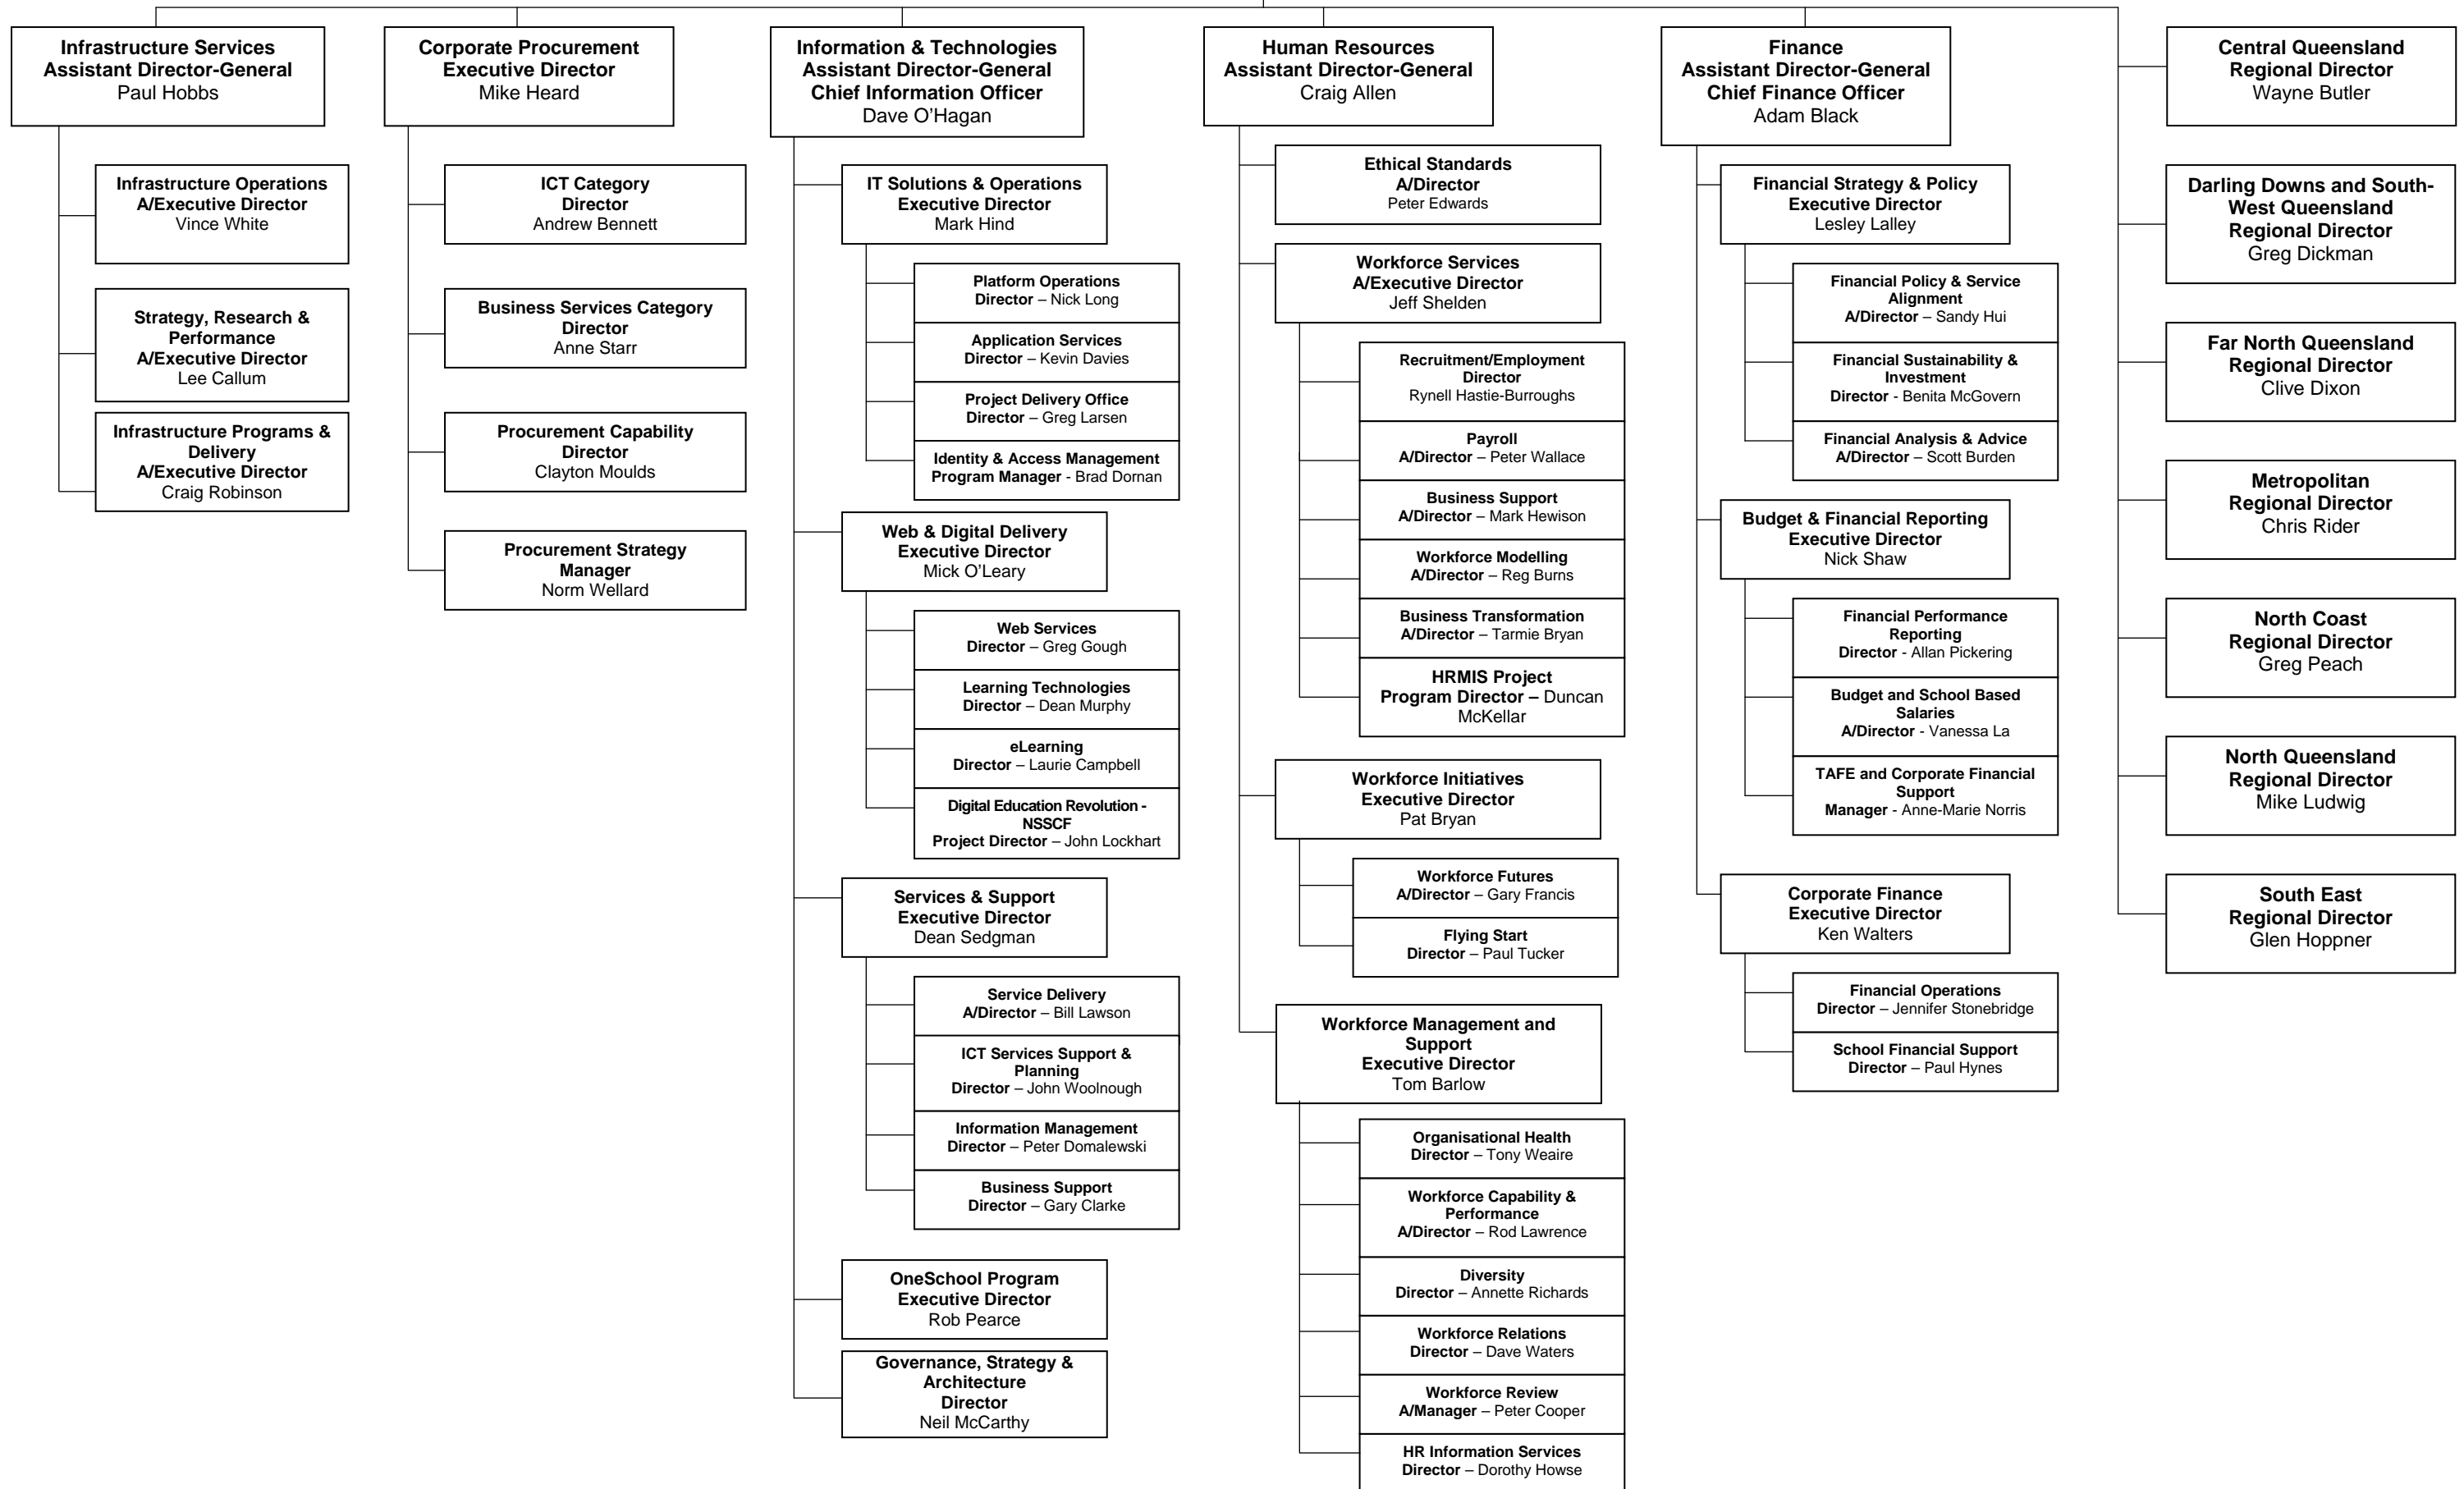 Infrastructure Services
Assistant Director-General
Paul Hobbs
Infrastructure Operations
A/Executive Director
Vince White
Strategy, Research &
Performance
A/Executive Director
Lee Callum
Infrastructure Programs &
Delivery
A/Executive Director
Craig Robinson
Corporate Procurement
Executive Director
Mike Heard
ICT Category
Director
Andrew Bennett
Business Services Category
Director
Anne Starr
Procurement Capability
Director
Clayton Moulds
Procurement Strategy
Manager
Norm Wellard
Information & Technologies
Assistant Director-General
Chief Information Officer
Dave O’Hagan
IT Solutions & Operations
Executive Director
Mark Hind
Platform Operations
Director – Nick Long
Application Services
Director – Kevin Davies
Project Delivery Office
Director – Greg Larsen
Identity & Access Management
Program Manager - Brad Dornan
Web & Digital Delivery
Executive Director
Mick O’Leary
Web Services
Director – Greg Gough
Learning Technologies
Director – Dean Murphy
eLearning
Director – Laurie Campbell
Digital Education Revolution -
NSSCF
Project Director – John Lockhart
Services & Support
Executive Director
Dean Sedgman
Service Delivery
A/Director – Bill Lawson
ICT Services Support &
Planning
Director – John Woolnough
Information Management
Director – Peter Domalewski
Business Support
Director – Gary Clarke
OneSchool Program
Executive Director
Rob Pearce
Governance, Strategy &
Architecture
Director
Neil McCarthy
Human Resources
Assistant Director-General
Craig Allen
Ethical Standards
A/Director
Peter Edwards
Workforce Services
A/Executive Director
Jeff Shelden
Recruitment/Employment
Director
Rynell Hastie-Burroughs
Payroll
A/Director – Peter Wallace
Business Support
A/Director – Mark Hewison
Workforce Modelling
A/Director – Reg Burns
Business Transformation
A/Director – Tarmie Bryan
HRMIS Project
Program Director – Duncan
McKellar
Workforce Initiatives
Executive Director
Pat Bryan
Workforce Futures
A/Director – Gary Francis
Flying Start
Director – Paul Tucker
Workforce Management and
Support
Executive Director
Tom Barlow
Organisational Health
Director – Tony Weaire
Workforce Capability &
Performance
A/Director – Rod Lawrence
Diversity
Director – Annette Richards
Workforce Relations
Director – Dave Waters
Workforce Review
A/Manager – Peter Cooper
HR Information Services
Director – Dorothy Howse
Finance
Assistant Director-General
Chief Finance Officer
Adam Black
Financial Strategy & Policy
Executive Director
Lesley Lalley
Financial Policy & Service
Alignment
A/Director – Sandy Hui
Financial Sustainability &
Investment
Director - Benita McGovern
Financial Analysis & Advice
A/Director – Scott Burden
Budget & Financial Reporting
Executive Director
Nick Shaw
Financial Performance
Reporting
Director - Allan Pickering
Budget and School Based
Salaries
A/Director - Vanessa La
TAFE and Corporate Financial
Support
Manager - Anne-Marie Norris
Corporate Finance
Executive Director
Ken Walters
Financial Operations
Director – Jennifer Stonebridge
School Financial Support
Director – Paul Hynes
Central Queensland
Regional Director
Wayne Butler
Darling Downs and South-
West Queensland
Regional Director
Greg Dickman
Far North Queensland
Regional Director
Clive Dixon
Metropolitan
Regional Director
Chris Rider
North Coast
Regional Director
Greg Peach
North Queensland
Regional Director
Mike Ludwig
South East
Regional Director
Glen Hoppner